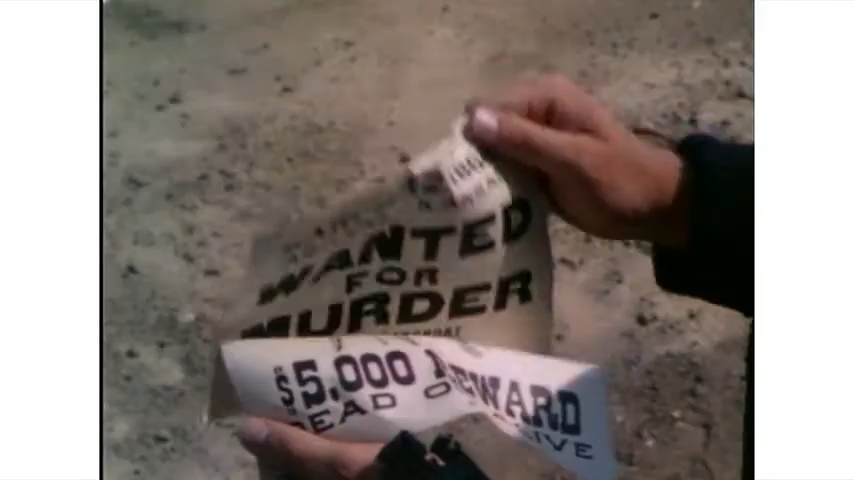 WANTED
FOR
MURDER
$5,000 REWARD
DEAD OR ALIVE